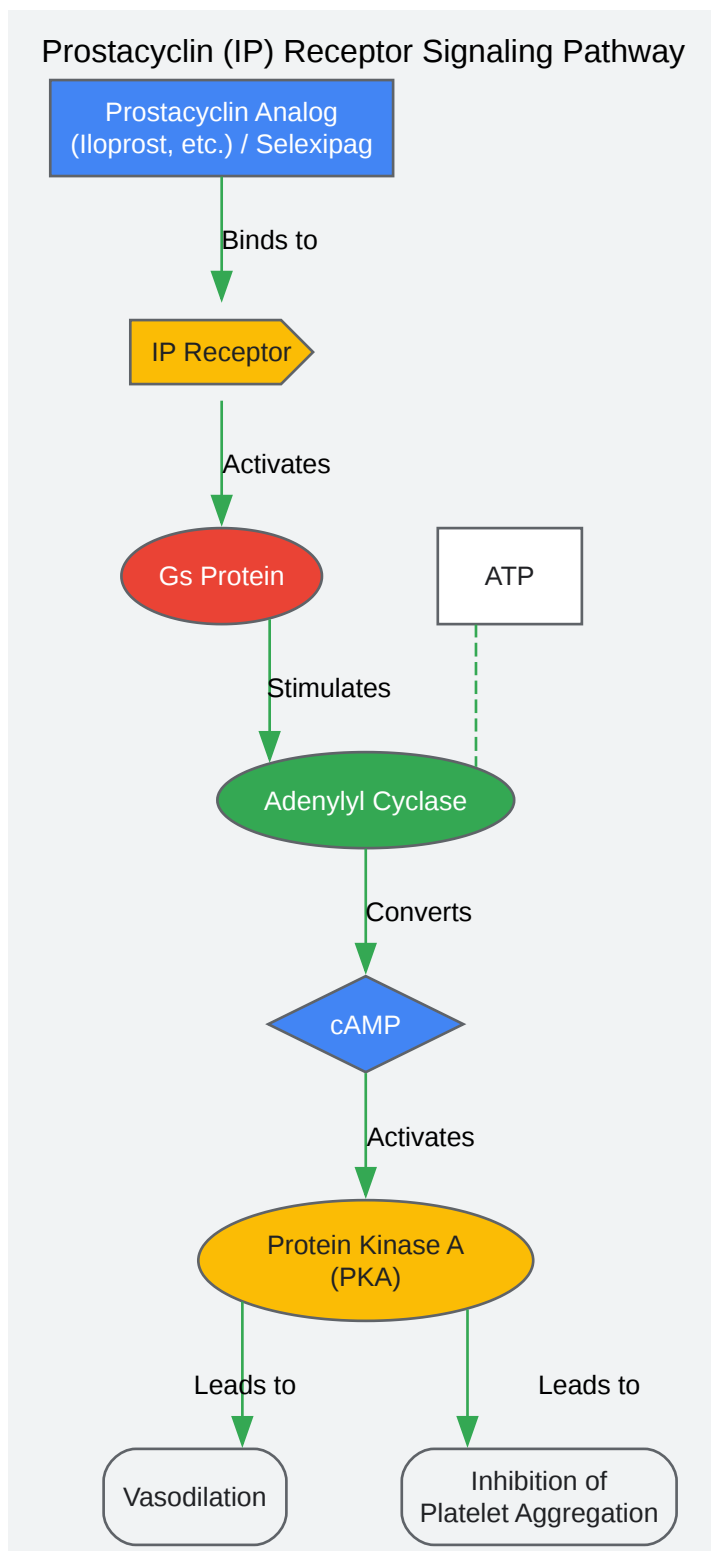 Prostacyclin (IP) Receptor Signaling Pathway
Prostacyclin Analog
(Iloprost, etc.) / Selexipag
Binds to
IP Receptor
Activates
Gs Protein
ATP
Stimulates
Adenylyl Cyclase
Converts
cAMP
Activates
Protein Kinase A
(PKA)
Leads to
Leads to
Vasodilation
Inhibition of
Platelet Aggregation